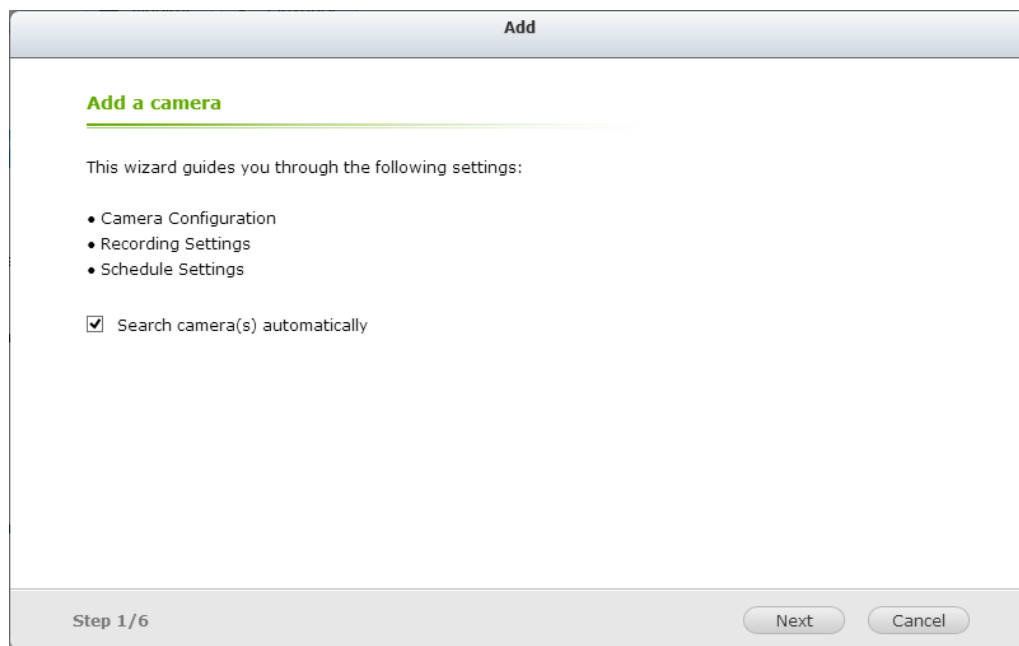 Add
Add a camera
This wizard guides you through the following settings:
• Camera Configuration
• Recording Settings
• Schedule Settings
Search camera(s) automatically
Step 1/6
Next
Cancel